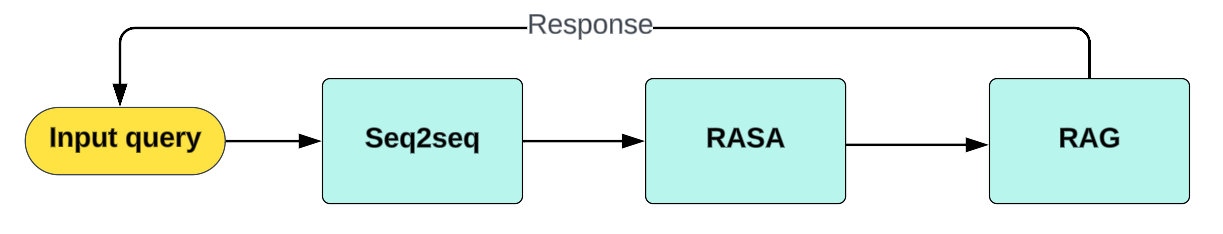 Response
Input query
Seq2seq
RASA
RAG